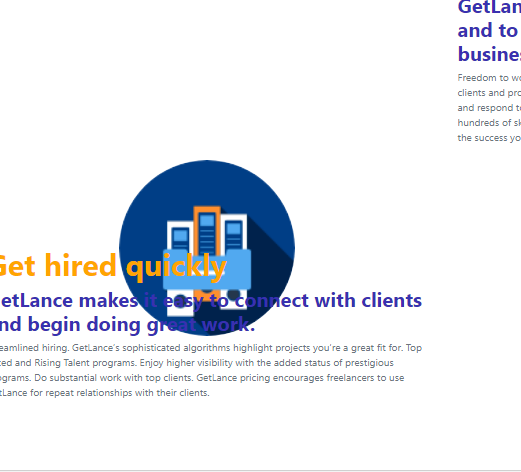 GetLan
and to
busines
Freedom to wo
clients and pro
and respond to
hundreds of sk
the success yo
Get hired quickly
etLance makes it easy to connect with clients
nd begin doing great work.
eamlined hiring. GetLance's sophisticated algorithms highlight projects you're a great fit for. Top
ted and Rising Talent programs. Enjoy higher visibility with the added status of prestigious
ograms. Do substantial work with top clients. GetLance pricing encourages freelancers to use
tLance for repeat relationships with their clients.